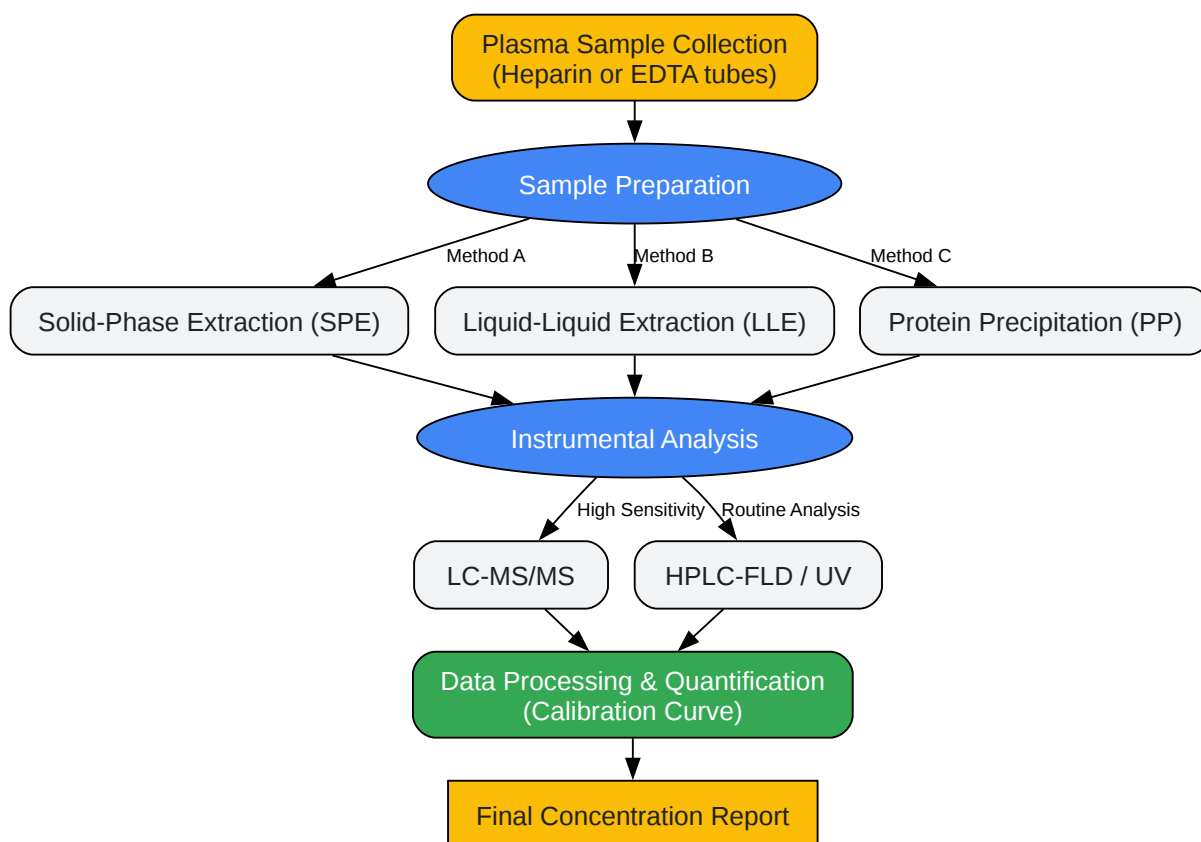 Plasma Sample Collection
(Heparin or EDTA tubes)
Sample Preparation
Method A
Method B
Method C
Solid-Phase Extraction (SPE)
Liquid-Liquid Extraction (LLE)
Protein Precipitation (PP)
Instrumental Analysis
High Sensitivity
Routine Analysis
LC-MS/MS
HPLC-FLD / UV
Data Processing & Quantification
(Calibration Curve)
Final Concentration Report